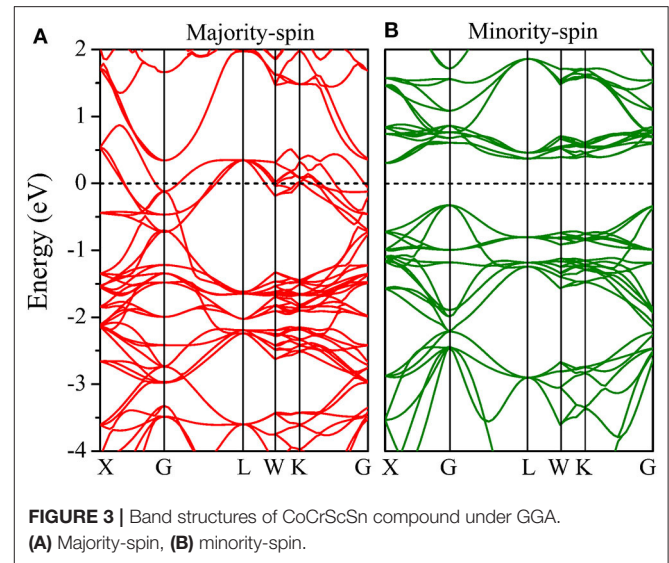 A Majority-spin
B Minority-spin
Energy (eV)
2
1
0
-1
-2
-3
-4
X G L W K G
X G L W K G
FIGURE 3 | Band structures of CoCrScSn compound under GGA.
(A) Majority-spin, (B) minority-spin.